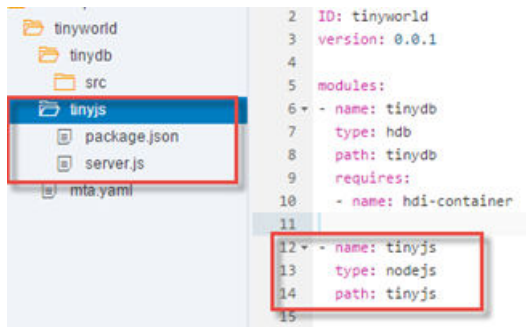 tinyworld
tinydb
src
tinyjs
package.json
server.js
mta.yaml
2 ID: tinyworld
3 version: 0.0.1
4
5 modules:
6 - name: tinydb
7 type: hdb
8 path: tinydb
9 requires:
10 - name: hdi-container
11
12 - name: tinyjs
13 type: nodejs
14 path: tinyjs
15